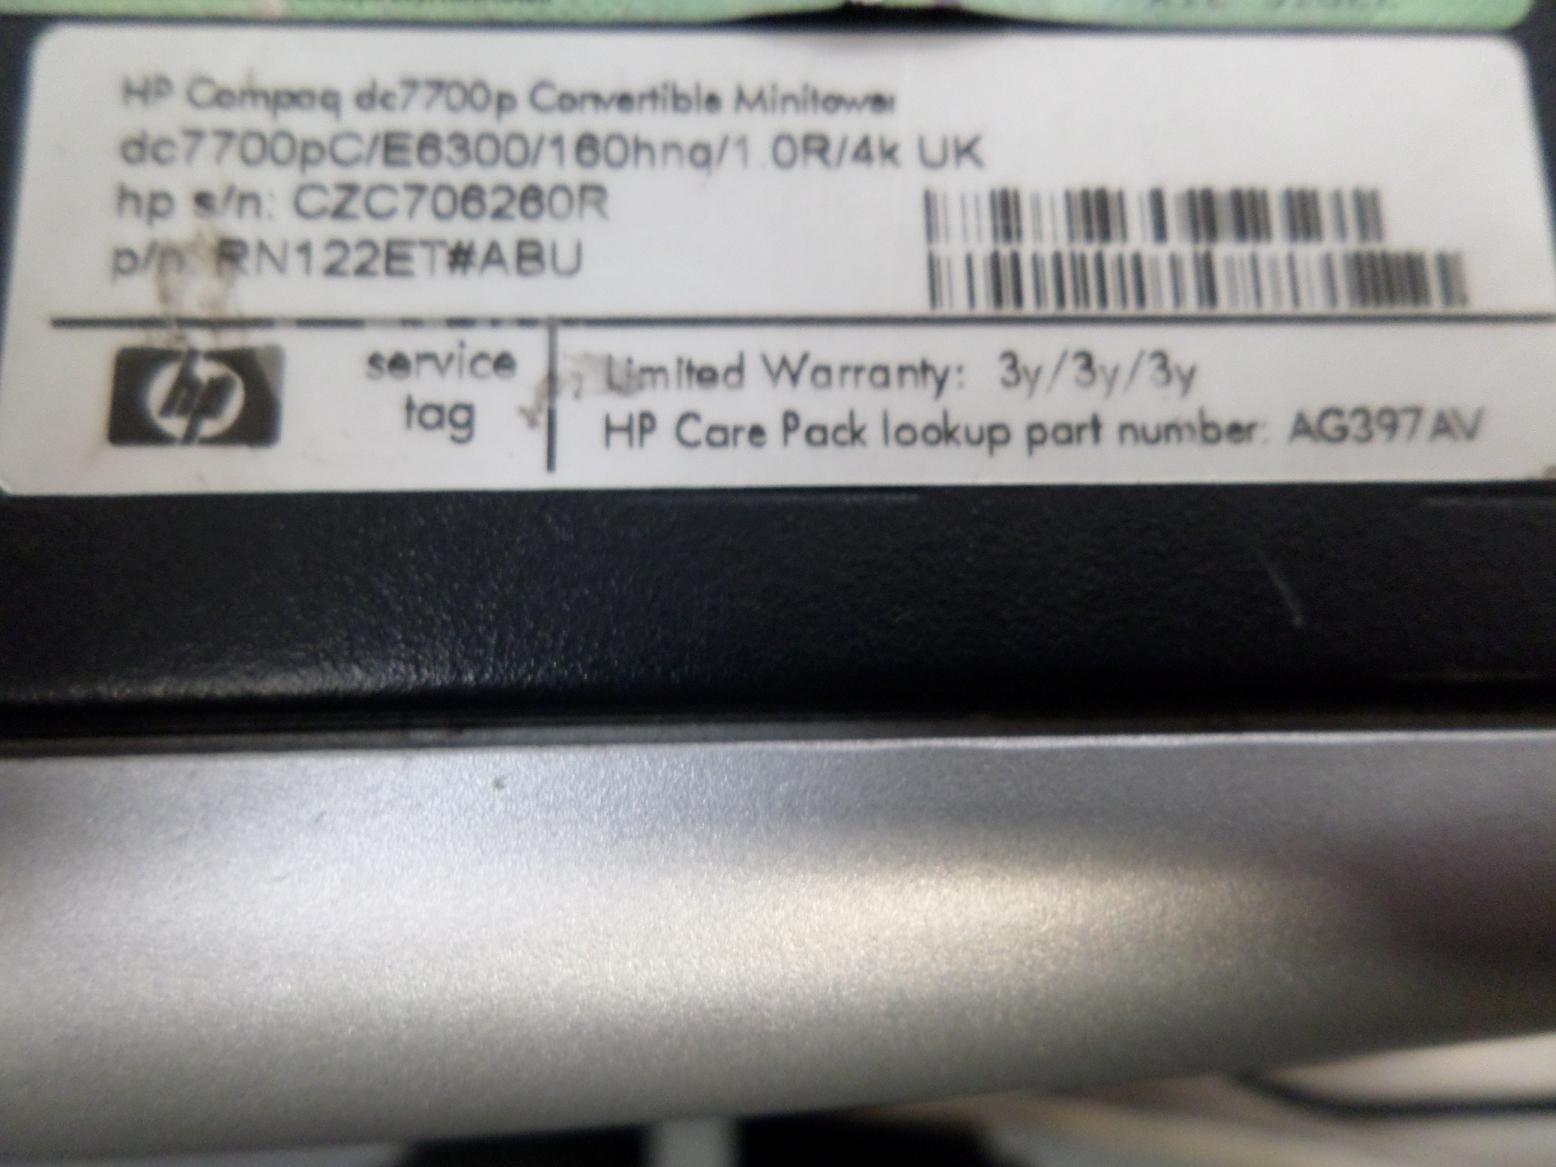 HP Compaq dc7700p Convertible Minitower
dc7700pC/E6300/160hnq/1.0R/4k UK
hp s/n: CZC706260R
p/n: RN122ET#ABU
hp
service
tag
Limited Warranty: 3y/3y/3y
HP Care Pack lookup part number: AG397AV